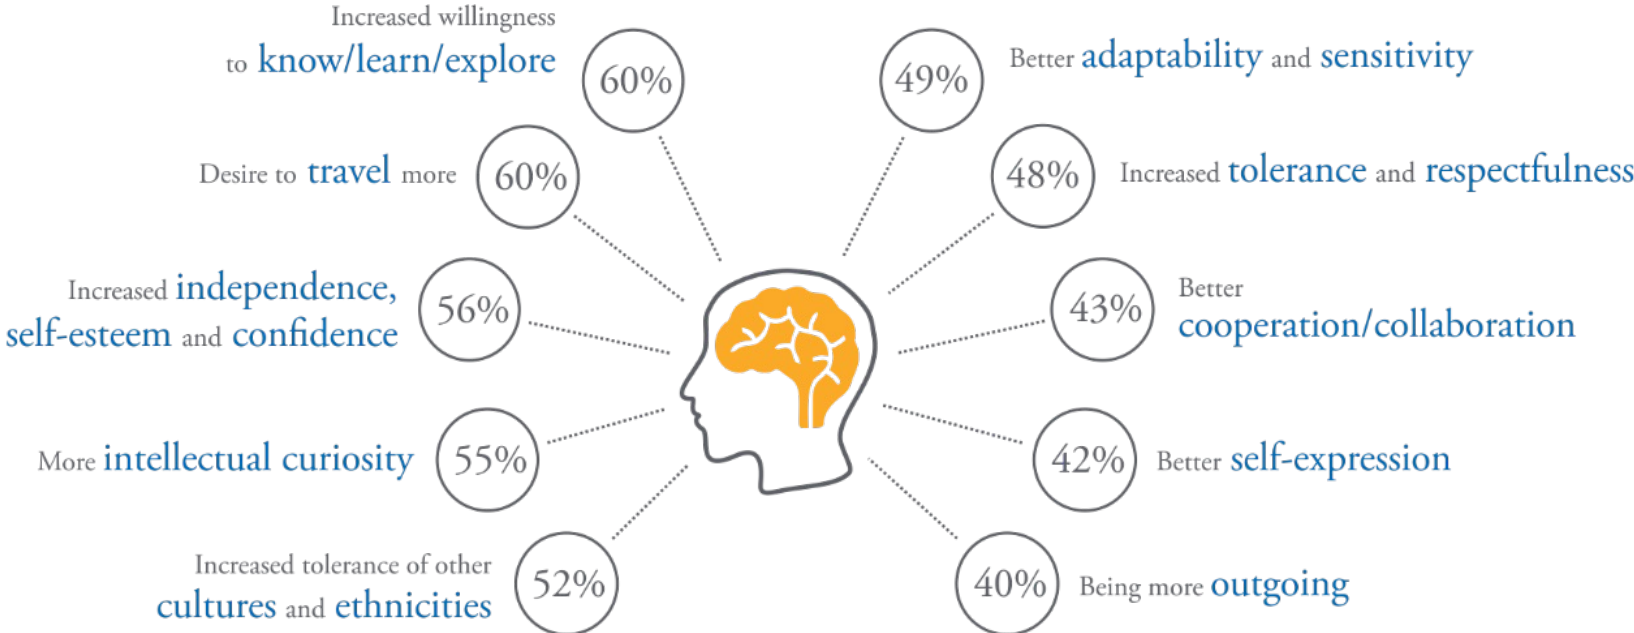 Increased willingness
to know/learn/explore
60%
Desire to travel more
60%
Increased independence,
self-esteem and confidence
56%
More intellectual curiosity
55%
Increased tolerance of other
cultures and ethnicities
52%
49%
Better adaptability and sensitivity
48%
Increased tolerance and respectfulness
43%
Better
cooperation/collaboration
42%
Better self-expression
40%
Being more outgoing